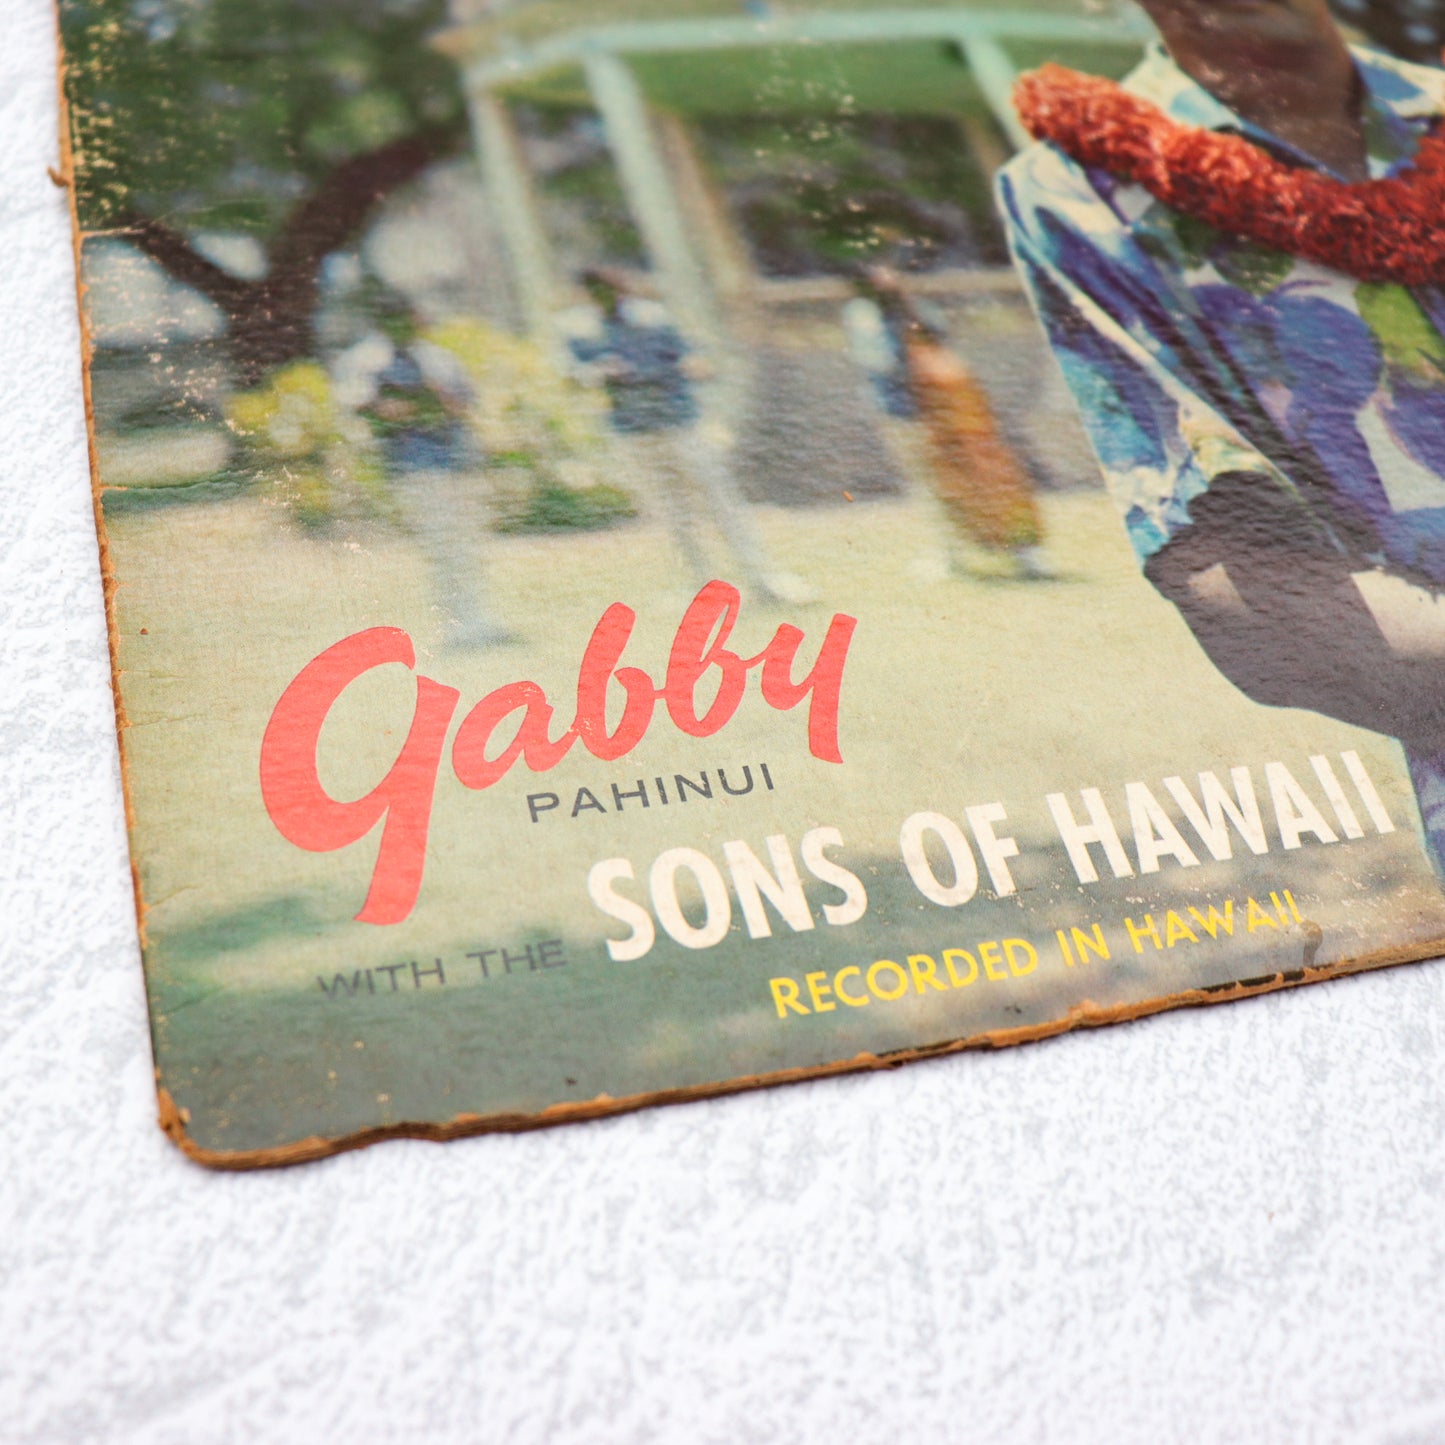 Gabby
PAHINUI
WITH THE SONS OF HAWAII
RECORDED IN HAWAII